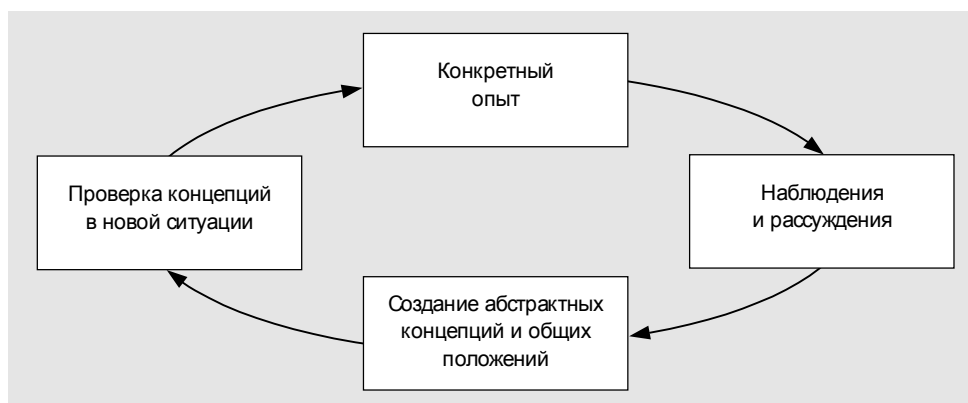 Конкретный
опыт
Наблюдения
и рассуждения
Создание абстрактных
концепций и общих
положений
Проверка концепций
в новой ситуации